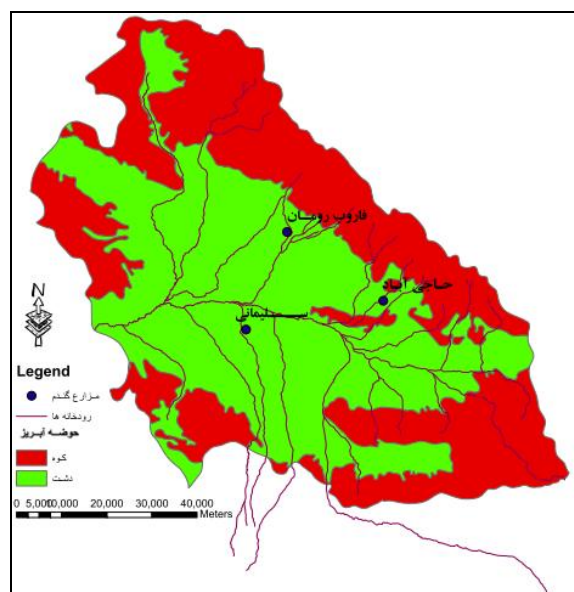 فاروب رومان
حاجی آباد
سلیمانی
N
Legend
مزارع گندم
رودخانه ها
حوضه آبریز
کوه
دشت
0 5,000 10,000 20,000 30,000 40,000
Meters